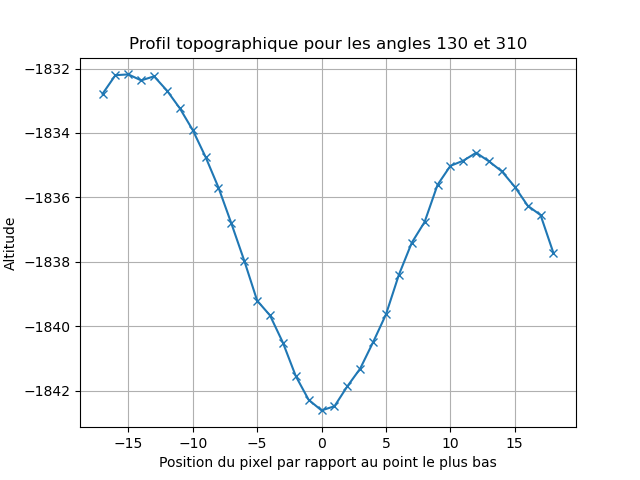 Profil topographique pour les angles 130 et 310
Altitude
−1832
−1834
−1836
−1838
−1840
−1842
−15 −10 −5 0 5 10 15
Position du pixel par rapport au point le plus bas